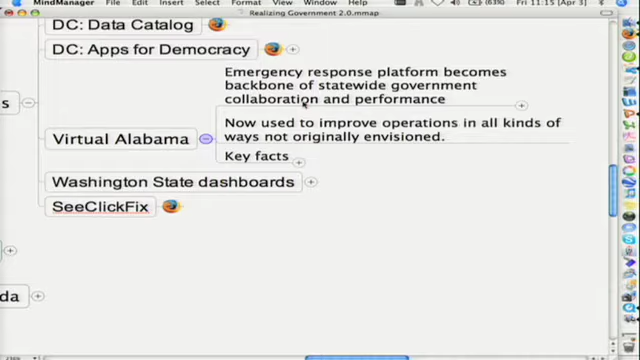 MindManager File Edit View Insert Select Format Tools Window Help Fri 11:15 (Apr 3)
Realizing Government 2.0.mmap
DC: Data Catalog
DC: Apps for Democracy
Emergency response platform becomes
backbone of statewide government
collaboration and performance
s
Now used to improve operations in all kinds of
ways not originally envisioned.
Virtual Alabama
Key facts
Washington State dashboards
SeeClickFix
da